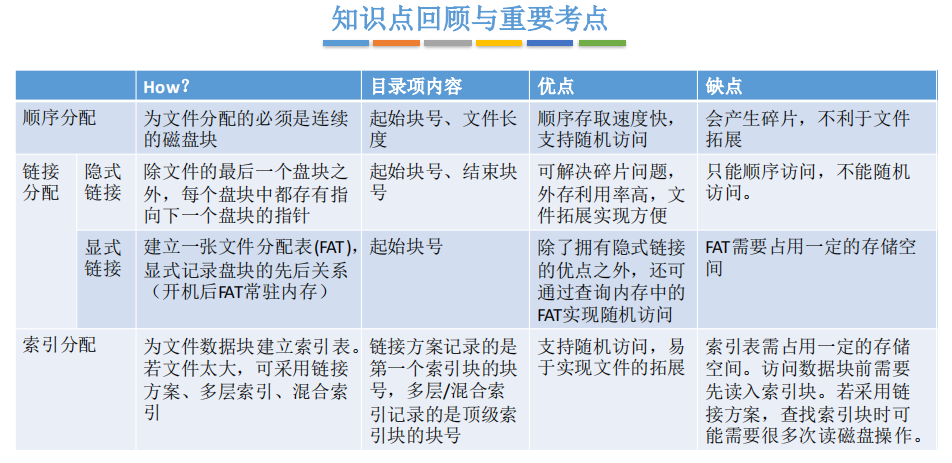 知识点回顾与重要考点
How?
目录项内容
优点
缺点
顺序分配
为文件分配的必须是连续
的磁盘块
起始块号、文件长
度
顺序存取速度快，
支持随机访问
会产生碎片，不利于文件
拓展
链接
分配
隐式
链接
除文件的最后一个盘块之
外，每个盘块中都存有指
向下一个盘块的指针
起始块号、结束块
号
可解决碎片问题，
外存利用率高，文
件拓展实现方便
只能顺序访问，不能随机
访问。
显式
链接
建立一张文件分配表(FAT)，
显式记录盘块的先后关系
（开机后FAT常驻内存）
起始块号
除了拥有隐式链接
的优点之外，还可
通过查询内存中的
FAT实现随机访问
FAT需要占用一定的存储空
间
索引分配
为文件数据块建立索引表。
若文件太大，可采用链接
方案、多层索引、混合索
引
链接方案记录的是
第一个索引块的块
号，多层/混合索
引记录的是顶级索
引块的块号
支持随机访问，易
于实现文件的拓展
索引表需占用一定的存储
空间。访问数据块前需要
先读入索引块。若采用链
接方案，查找索引块时可
能需要很多次读磁盘操作。